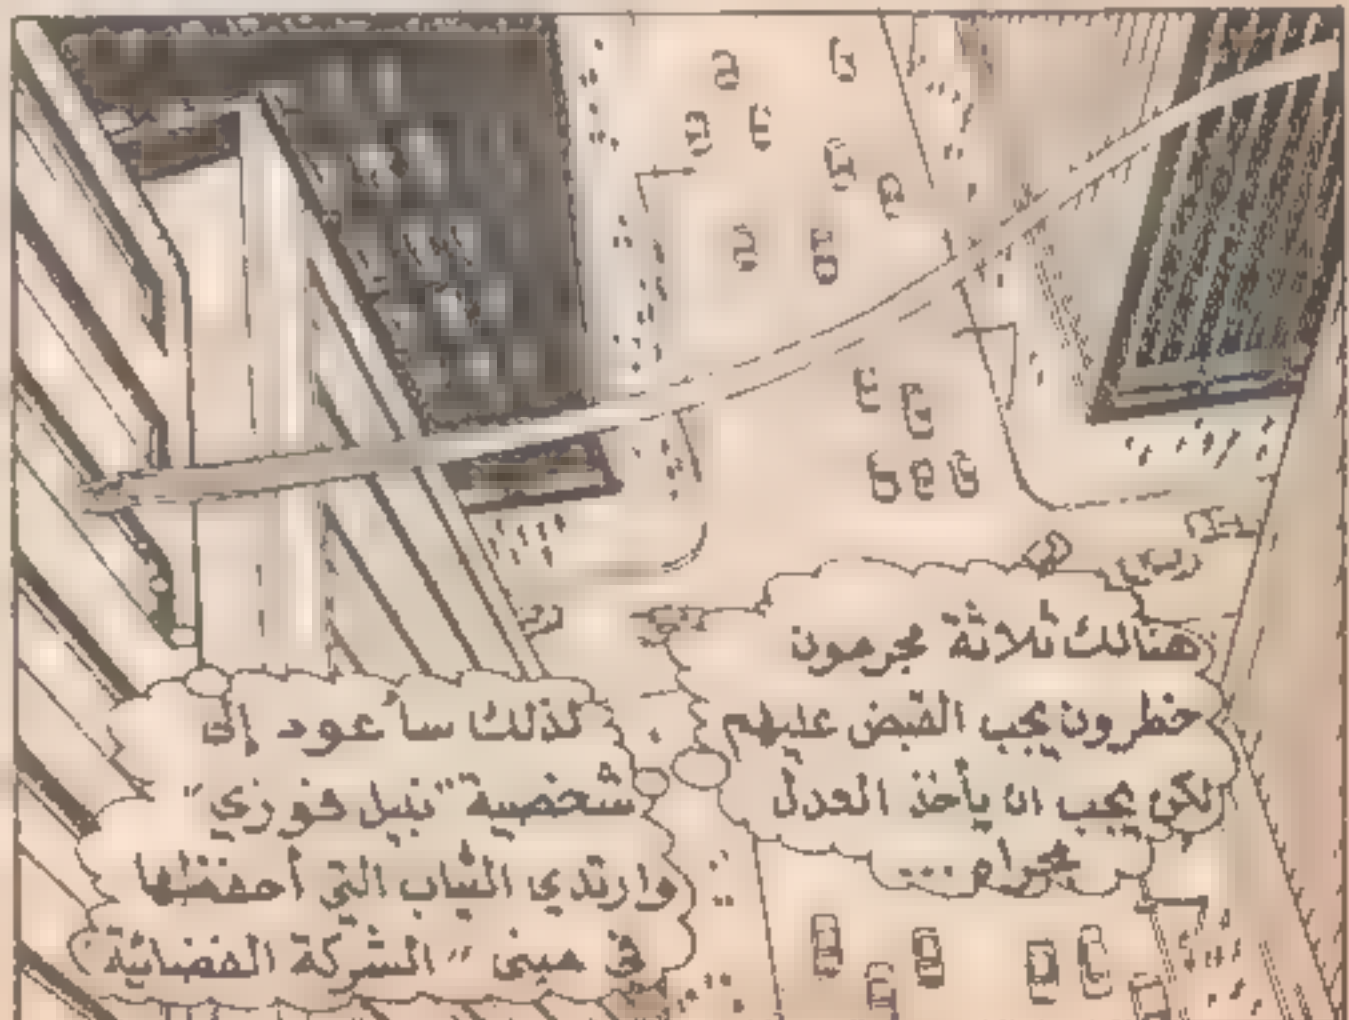 هنالك ثلاثة مجرمون
خطرون يجب القبض عليهم
لكن يجب ان يأخذ العدل
مجراه ...
لذلك سأعود إلى
شخصية "نبيل فوزي"
وارتدي الثياب التي أحفظها
في مبنى "الشركة الفضائية"